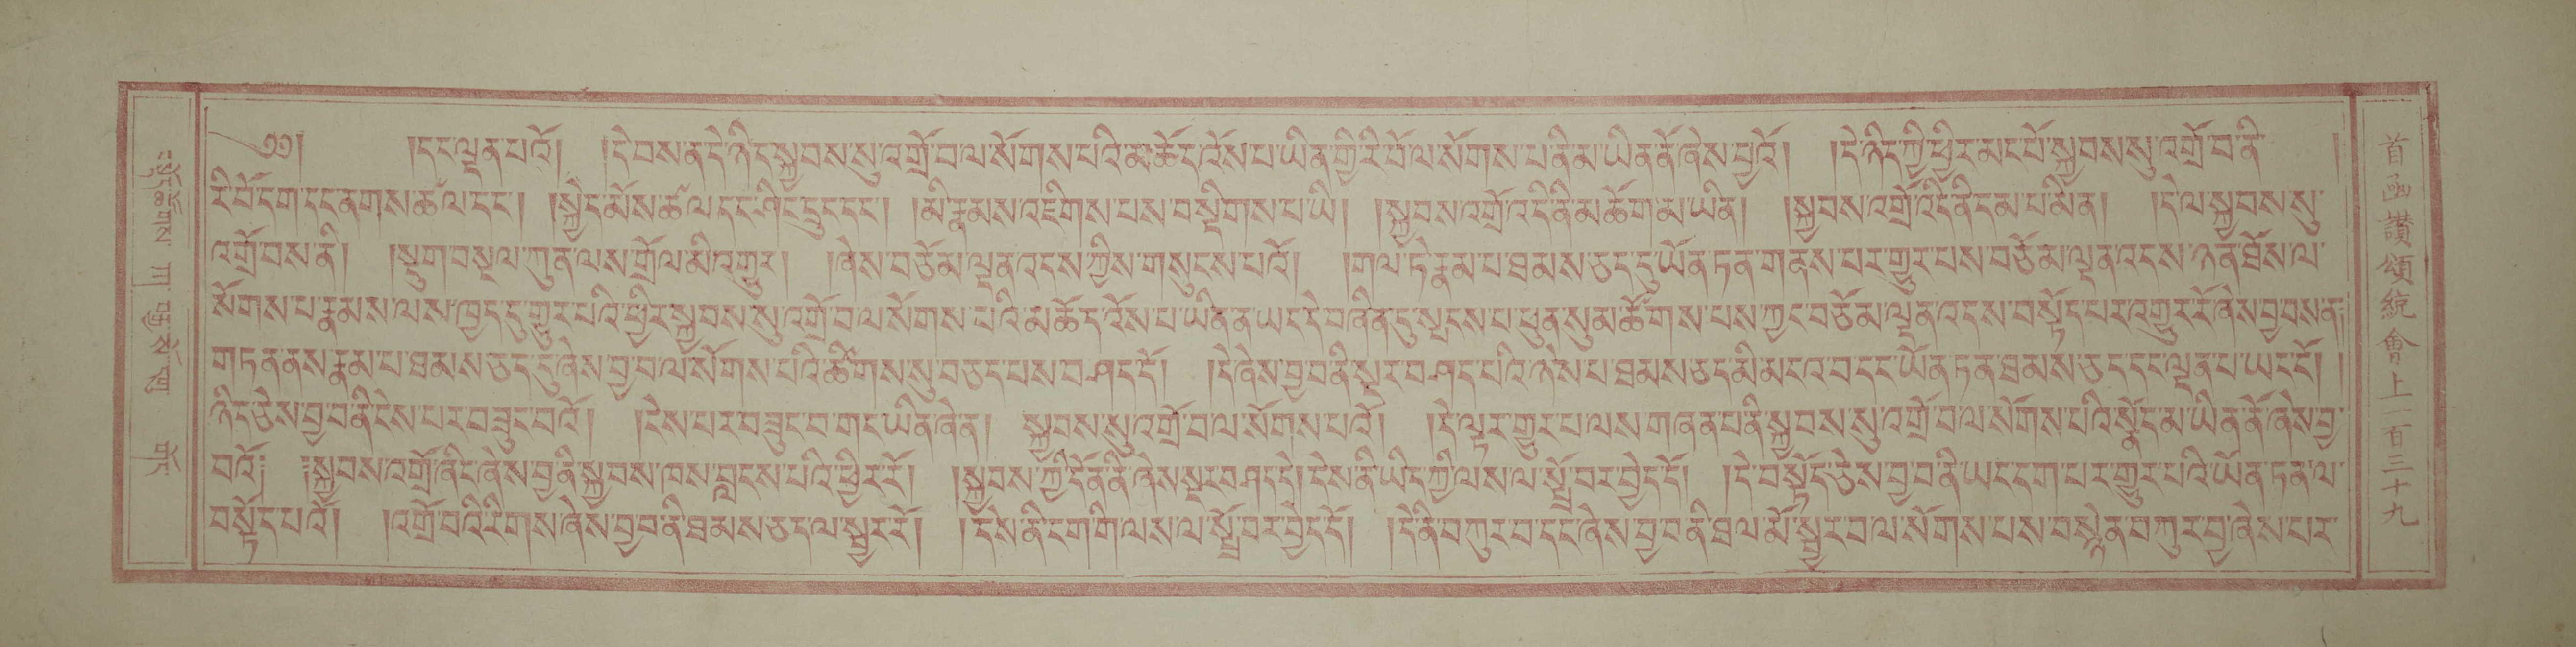 ༄༅། །དང་ལྡན་པའོ། །དེ་བས་ན་དེ་ཉིད་སྐྱབས་སུ་འགྲོ་བ་ལ་སོགས་པའི་མཆོད་འོས་པ་ཡིན་གྱི་རི་བོ་ལ་སོགས་པ་ནི་མ་ཡིན་ནོ་ཞེས་བྱའོ། །དེ་ཉིད་ཀྱི་ཕྱིར་མང་པོ་སྐྱབས་སུ་འགྲོ་བ་ནི། །
རི་བོ་དག་དང་ནགས་ཚལ་དང་། །སྐྱེད་མོས་ཚལ་དང་ཤིང་དྲུང་དང་། །མི་རྣམས་འཇིགས་པས་བསྡིགས་པ་ཡི། །སྐྱབས་འགྲོ་འདི་ནི་མཆོག་མ་ཡིན། །སྐྱབས་འགྲོ་འདི་ནི་དམ་པ་མིན། །དེ་ལ་སྐྱབས་སུ་
འགྲོ་བས་ནི། །སྡུག་བསྔལ་ཀུན་ལས་གྲོལ་མི་འགྱུར། །ཞེས་བཅོམ་ལྡན་འདས་ཀྱིས་གསུངས་པའོ། །གལ་ཏེ་རྣམ་པ་ཐམས་ཅད་དུ་ཡོན་ཏན་གནས་པར་གྱུར་པས་བཅོམ་ལྡན་འདས་ཉན་ཐོས་ལ་
སོགས་པ་རྣམས་ལས་ཁྱད་དུ་གྱུར་པའི་ཕྱིར་སྐྱབས་སུ་འགྲོ་བ་ལ་སོགས་པའི་མཆོད་འོས་པ་ཡིན་ན་ཡང་དེ་བཞིན་དུ་སྤངས་པ་ཕུན་སུམ་ཚོགས་པས་ཀྱང་བཅོམ་ལྡན་འདས་བསྟོད་པར་འགྱུར་རོ་ཞེས་བྱ་བས་ན༑
གཏན་ནས་རྣམ་པ་ཐམས་ཅད་དུ་ཞེས་བྱ་བ་ལ་སོགས་པའི་ཚིགས་སུ་བཅད་པས་བཤད་དོ། །དེ་ཞེས་བྱ་བ་ནི་སྔར་བཤད་པའི་ཉེས་པ་ཐམས་ཅད་མི་མངའ་བ་དང་ཡོན་ཏན་ཐམས་ཅད་དང་ལྡན་པ་ཡང་ངོ། །
ཉིད་ཅེས་བྱ་བ་ནི་ངེས་པར་བཟུང་བའོ། །ངེས་པར་བཟུང་བ་གང་ཡིན་ཞེ་ན། སྐྱབས་སུ་འགྲོ་བ་ལ་སོགས་པའོ། །དེ་ལྟར་གྱུར་པ་ལས་གཞན་པ་ནི་སྐྱབས་སུ་འགྲོ་བ་ལ་སོགས་པའི་སྣོད་མ་ཡིན་ནོ་ཞེས་བྱ་
བའོ༑ ༑སྐྱབས་འགྲོ་ཞིང་ཞེས་བྱ་ནི་སྐྱབས་ཁས་བླངས་པའི་ཕྱིར་རོ། །སྐྱབས་ཀྱི་དོན་ནི་ཞེས་སྔར་བཤད་དེ། དེས་ནི་ཡིད་ཀྱི་ལས་ལ་སྤྲོ་བར་བྱེད་དོ། །དེ་བསྟོད་ཅེས་བྱ་བ་ནི་ཡང་དག་པར་གྱུར་པའི་ཡོན་ཏན་ལ་
བསྟོད་པའོ། །འགྲོ་བའི་རིགས་ཞེས་བྱ་བ་ནི་ཐམས་ཅད་ལ་སྦྱར་རོ། །དེས་ནི་ངག་གི་ལས་ལ་སྤྲོ་བར་བྱེད་དོ། །དེ་ནི་བཀུར་བ་དང་ཞེས་བྱ་བ་ནི་ཐལ་མོ་སྦྱར་བ་ལ་སོགས་པས་བསྙེན་བཀུར་བྱ་ཞེས་པར་
首函讚頌統會上一百三十九